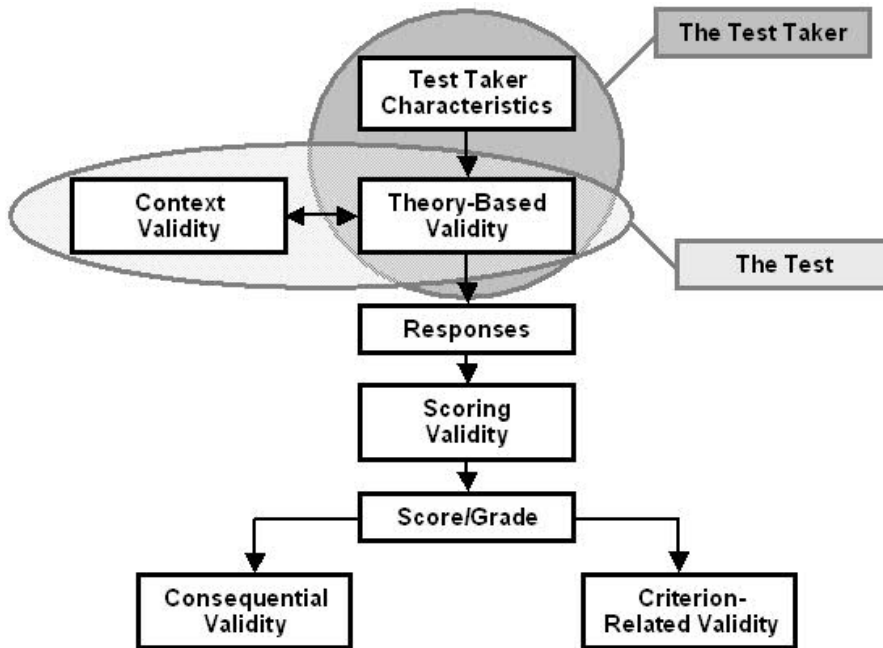 The Test Taker
Test Taker
Characteristics
Context
Validity
Theory-Based
Validity
The Test
Responses
Scoring
Validity
Score/Grade
Consequential
Validity
Criterion-
Related Validity